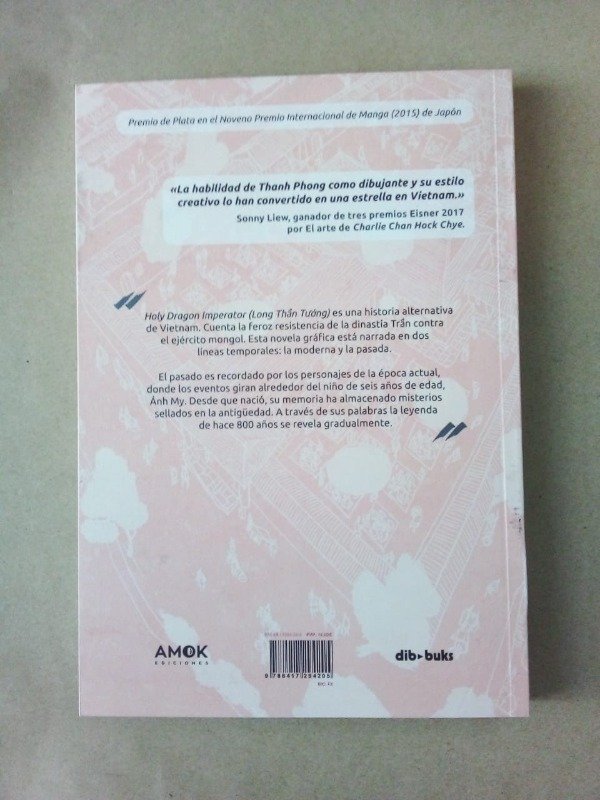 Premio de Plata en el Noveno Premio Internacional de Manga (2015) de Japón
«La habilidad de Thanh Phong como dibujante y su estilo
creativo lo han convertido en una estrella en Vietnam.»
Sonny Liew, ganador de tres premios Eisner 2017
por El arte de Charlie Chan Hock Chye.
Holy Dragon Imperator (Long Thần Tướng) es una historia alternativa
de Vietnam. Cuenta la feroz resistencia de la dinastía Trần contra
el ejército mongol. Esta novela gráfica está narrada en dos
líneas temporales: la moderna y la pasada.
El pasado es recordado por los personajes de la época actual,
donde los eventos giran alrededor del niño de seis años de edad,
Ánh My. Desde que nació, su memoria ha almacenado misterios
sellados en la antigüedad. A través de sus palabras la leyenda
de hace 800 años se revela gradualmente.
AMOK
EDICIONES
PVP:
9 788417 294205
dib▸buks